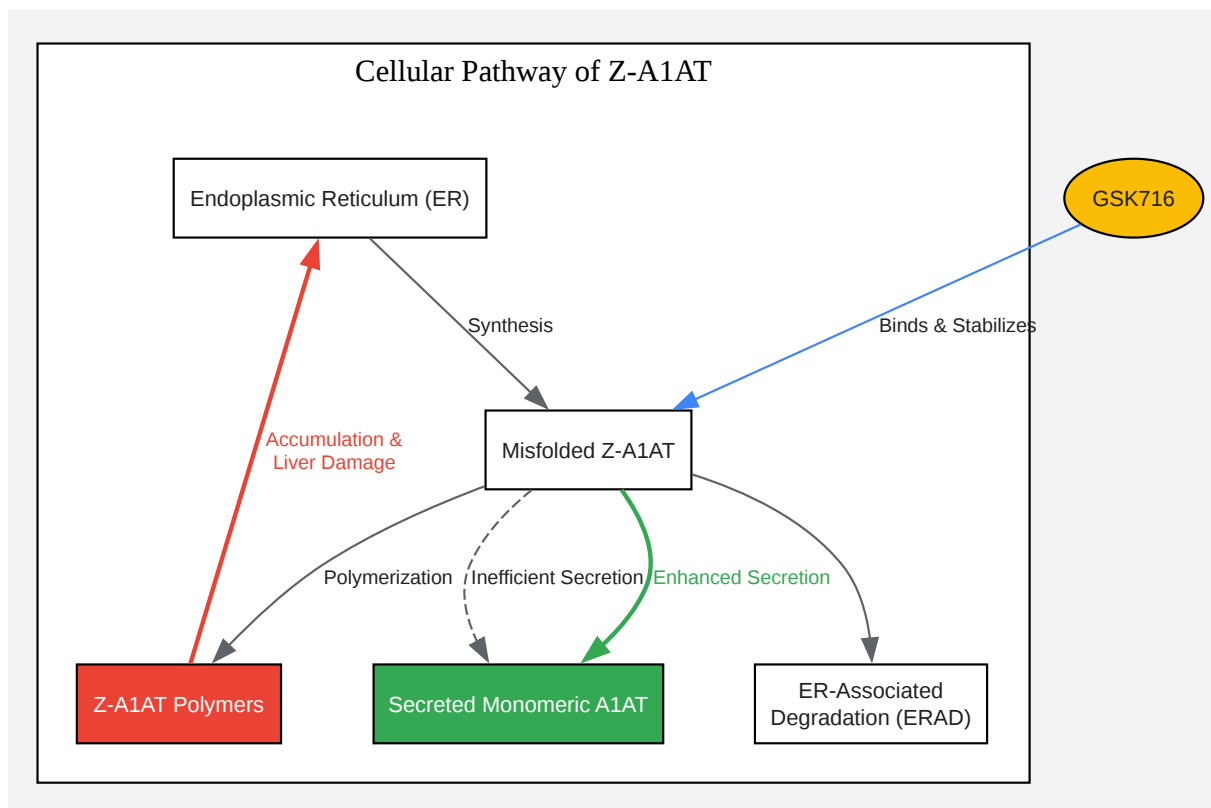 Cellular Pathway of Z-A1AT
Endoplasmic Reticulum (ER)
GSK716
Synthesis
Binds & Stabilizes
Accumulation &
Liver Damage
Misfolded Z-A1AT
Polymerization
Inefficient Secretion
Enhanced Secretion
Z-A1AT Polymers
Secreted Monomeric A1AT
ER-Associated
Degradation (ERAD)